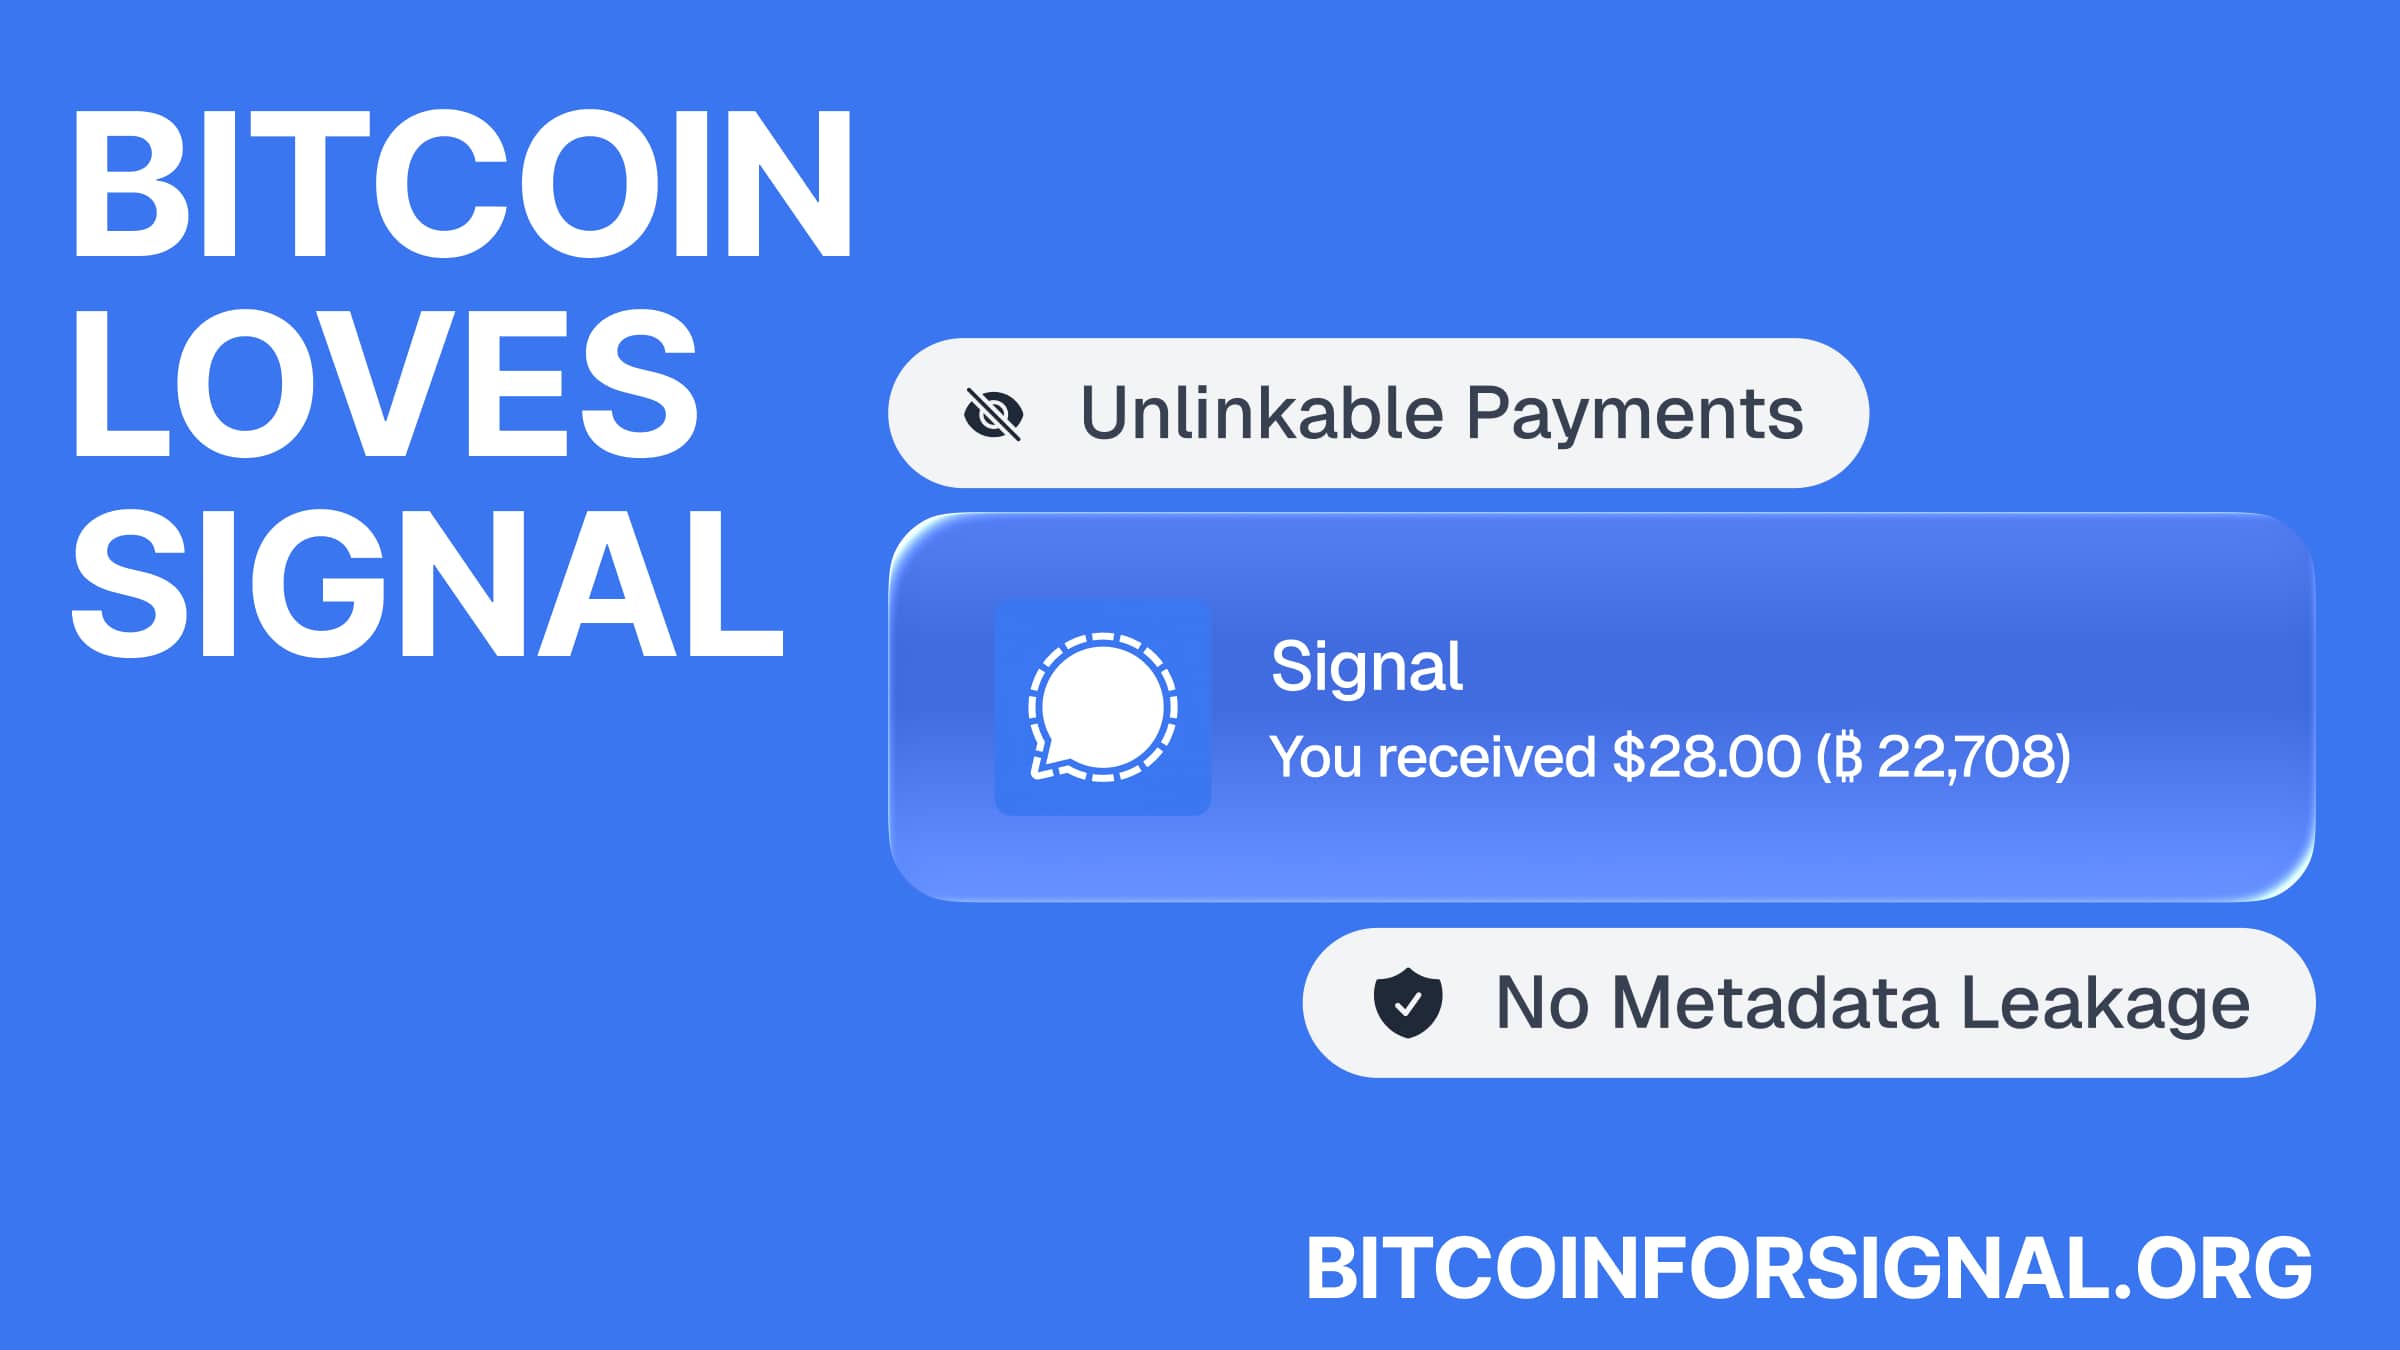 BITCOIN
LOVES
SIGNAL
Unlinkable Payments
Signal
You received $28.00 (₿ 22,708)
No Metadata Leakage
BITCOINFORSIGNAL.ORG